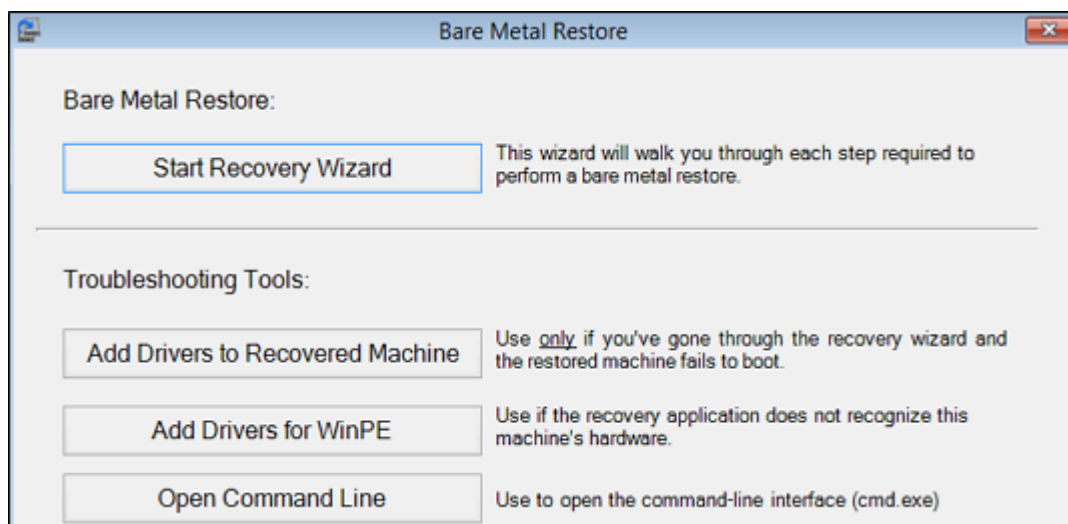 Bare Metal Restore
Bare Metal Restore:
Start Recovery Wizard
This wizard will walk you through each step required to
perform a bare metal restore.
Troubleshooting Tools:
Add Drivers to Recovered Machine
Use only if you've gone through the recovery wizard and
the restored machine fails to boot.
Add Drivers for WinPE
Use if the recovery application does not recognize this
machine's hardware.
Open Command Line
Use to open the command-line interface (cmd.exe)